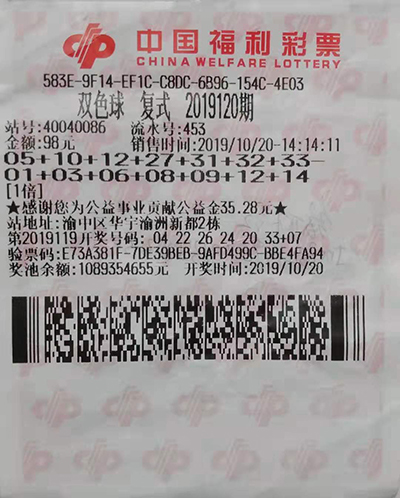 中国福利彩票
CHINA WELFARE LOTTERY
583E-9F14-EF1C-C8DC-6B96-154C-4E03
双色球 复式 2019120期
站号:40040086 流水号:453
金额:98元 销售时间:2019/10/20-14:14:11
05+10+12+27+31+32+33-
01+03+06+08+09+12+14
[1倍]
★感谢您为公益事业贡献公益金35.28元★
站址:渝中区华宇渝洲新都2栋
第2019119开奖号码: 04 22 26 24 20 33+07
验票码:E73A381F-7DE39BEB-9AFD499C-BBE4FA94
奖池余额:1089354655元 开奖时间:2019/10/20